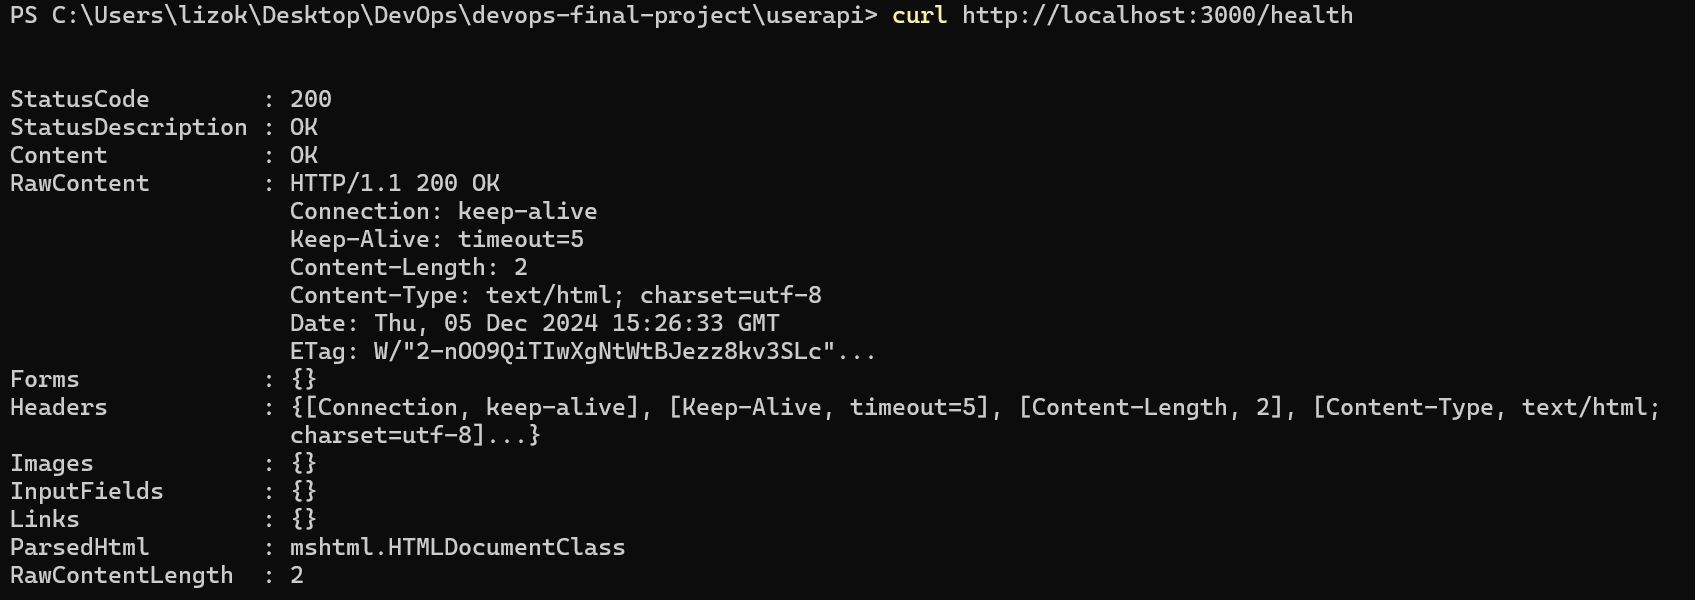 PS C:\Users\lizok\Desktop\DevOps\devops-final-project\userapi> curl http://localhost:3000/health
StatusCode        : 200
StatusDescription : OK
Content           : OK
RawContent        : HTTP/1.1 200 OK
                    Connection: keep-alive
                    Keep-Alive: timeout=5
                    Content-Length: 2
                    Content-Type: text/html; charset=utf-8
                    Date: Thu, 05 Dec 2024 15:26:33 GMT
                    ETag: W/"2-nOO9QiTIwXgNtWtBJezz8kv3SLc"...
Forms             : {}
Headers           : {[Connection, keep-alive], [Keep-Alive, timeout=5], [Content-Length, 2], [Content-Type, text/html;
                    charset=utf-8]...}
Images            : {}
InputFields       : {}
Links             : {}
ParsedHtml        : mshtml.HTMLDocumentClass
RawContentLength  : 2